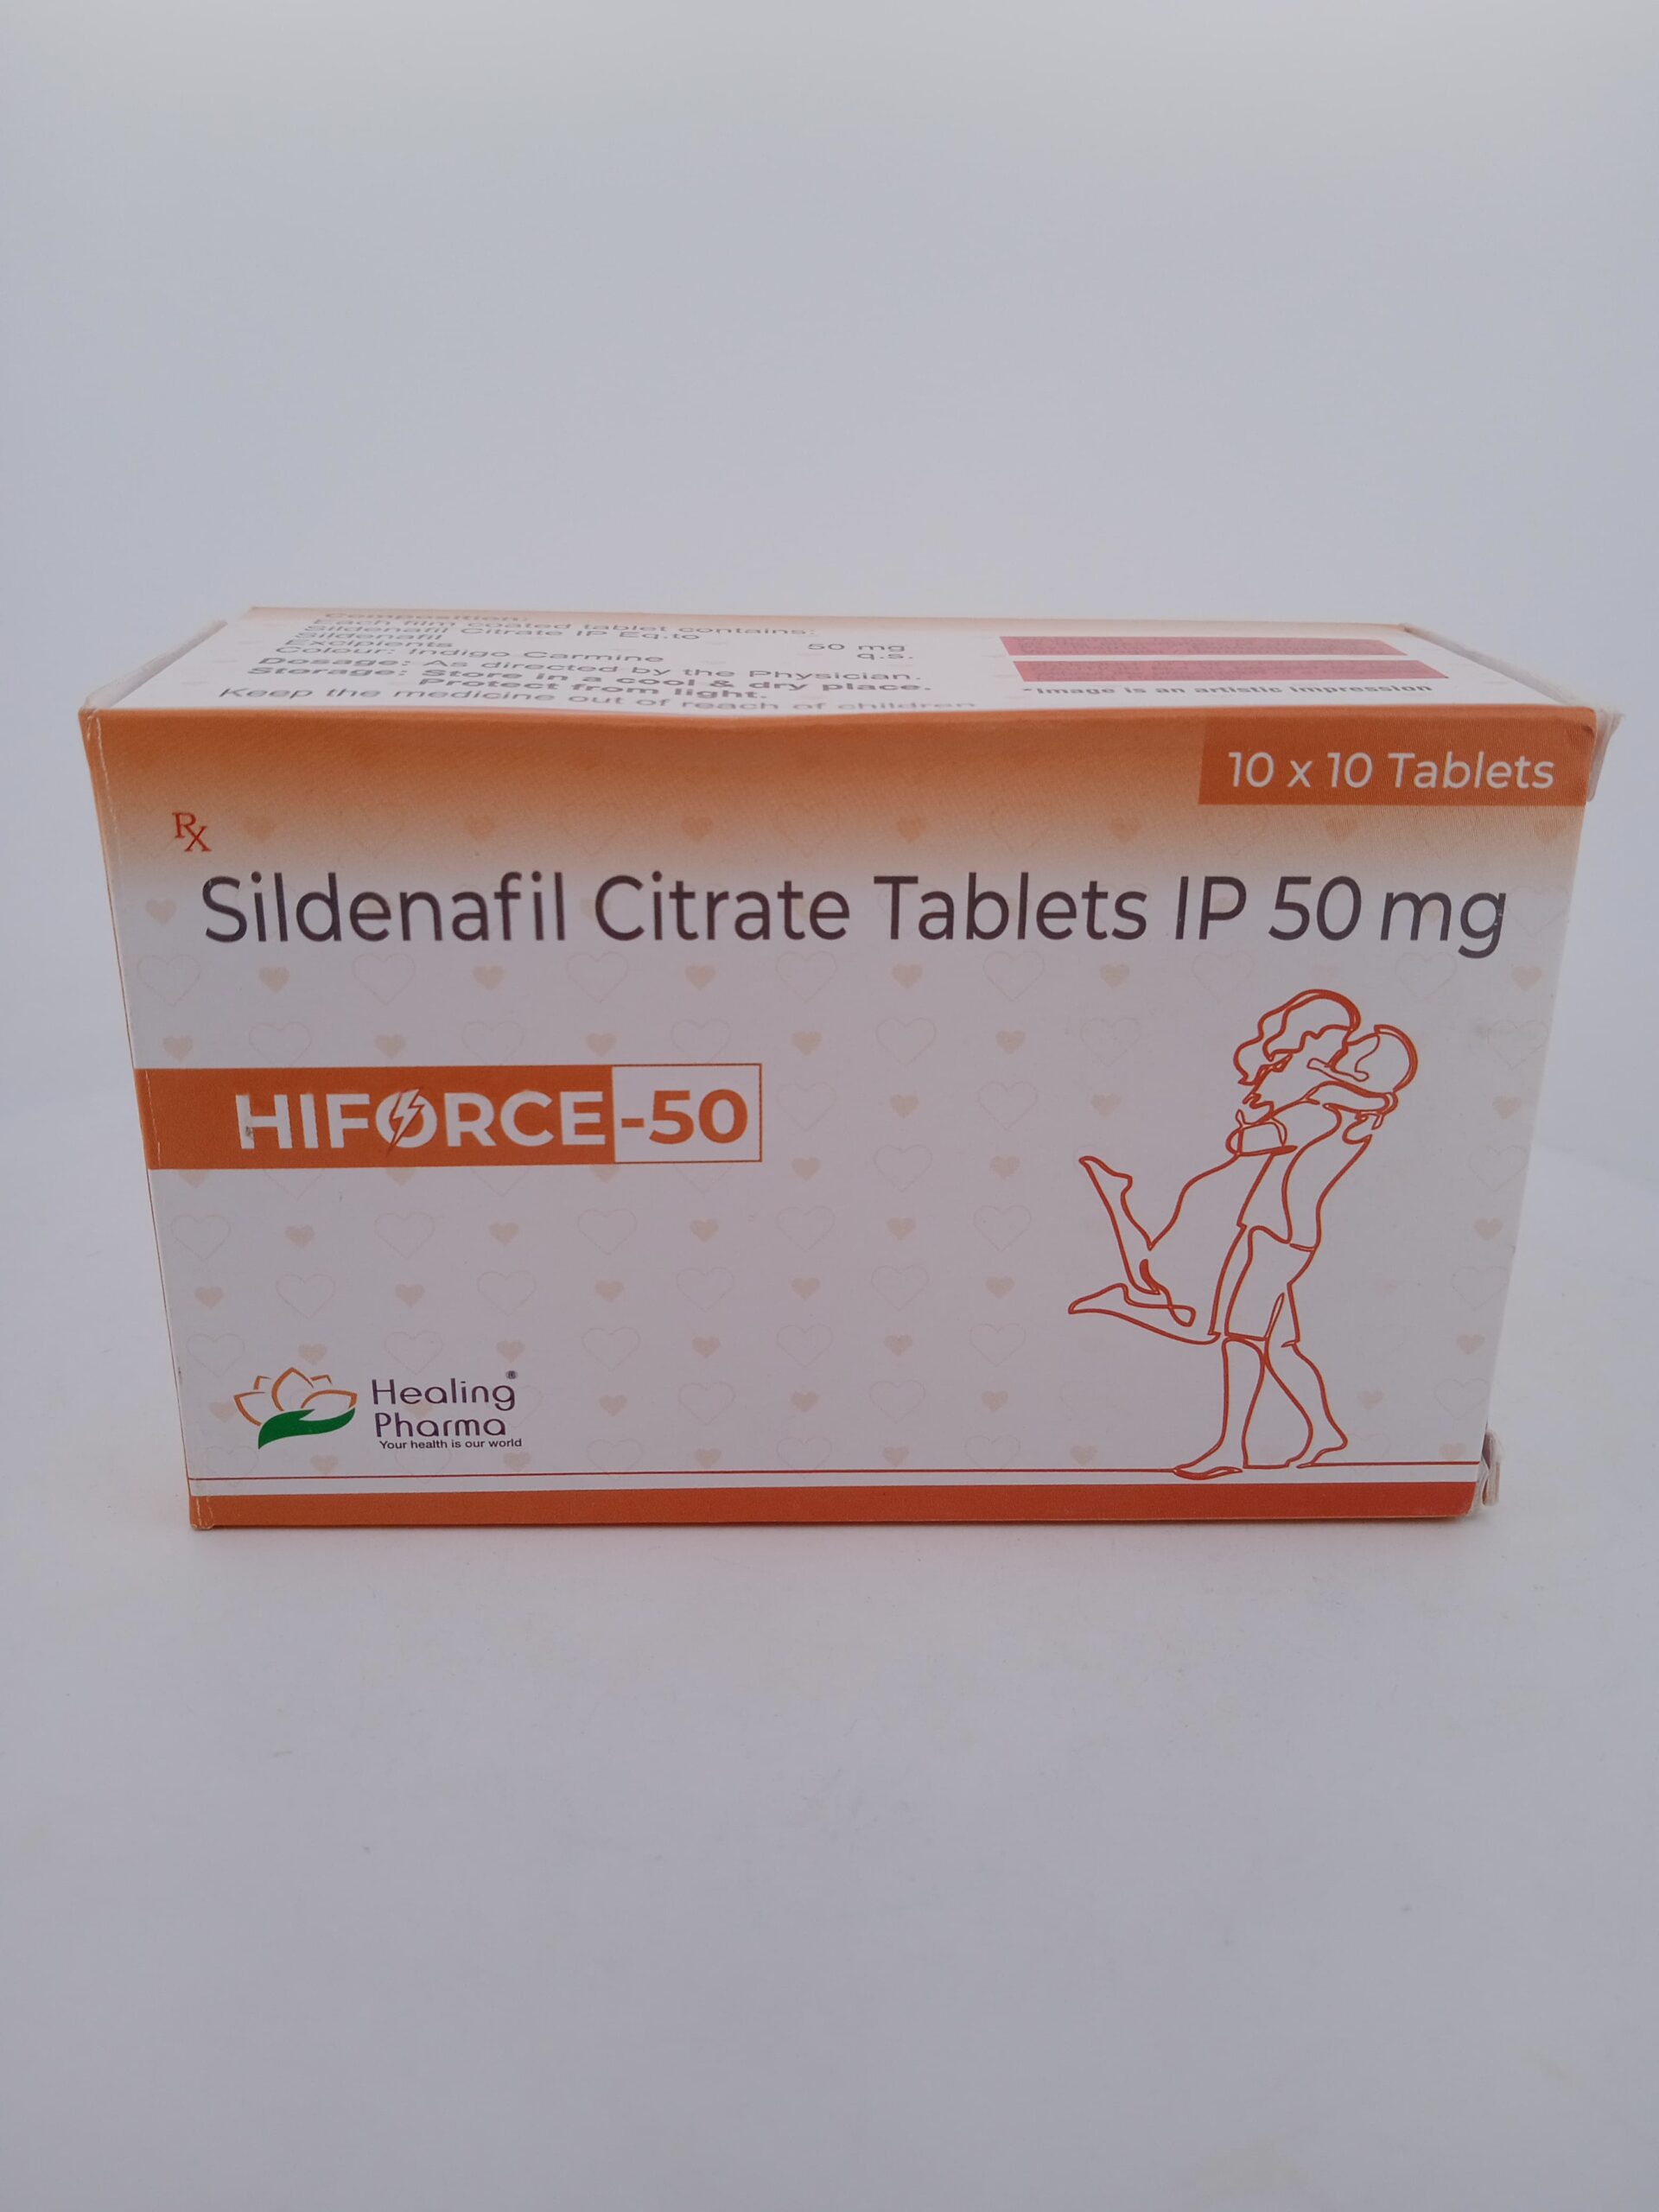 Composition:
Each film coated tablet contains:
Sildenafil Citrate IP Eq.to
Sildenafil 50 mg
Excipients q.s.
Colour: Indigo Carmine
Dosage: As directed by the Physician.
Storage: Store in a cool & dry place.
Protect from light.
Keep the medicine out of reach of children
*Image is an artistic impression
10 x 10 Tablets
Rx
Sildenafil Citrate Tablets IP 50 mg
HIFORCE-50
Healing®
Pharma
Your health is our world